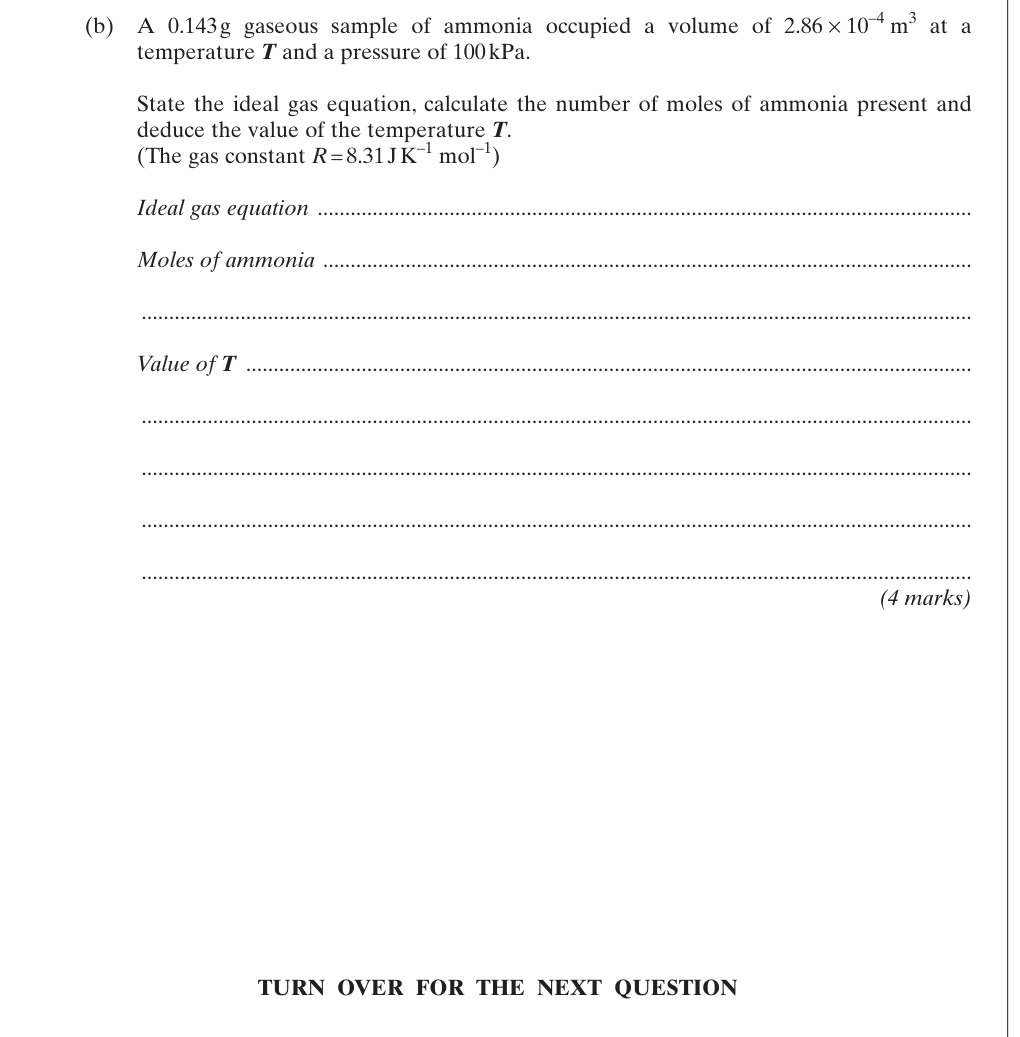 (b) A 0.143g gaseous sample of ammonia occupied a volume of 2.86 × 10⁻⁴ m³ at a
temperature T and a pressure of 100 kPa.
State the ideal gas equation, calculate the number of moles of ammonia present and
deduce the value of the temperature T.
(The gas constant R = 8.31 J K⁻¹ mol⁻¹)
Ideal gas equation ........................................................................................................................
Moles of ammonia ........................................................................................................................
........................................................................................................................
Value of T ........................................................................................................................
........................................................................................................................
........................................................................................................................
........................................................................................................................
........................................................................................................................
(4 marks)
TURN OVER FOR THE NEXT QUESTION